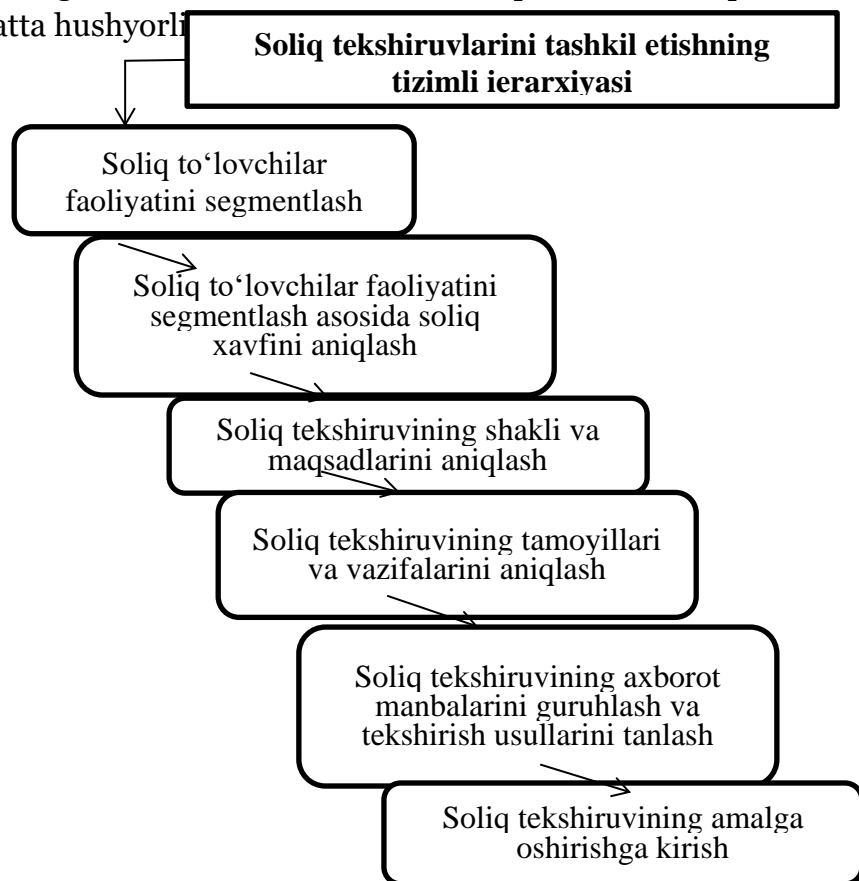 atta hushyorli
Soliq tekshiruvlarini tashkil etishning
tizimli ierarxiyasi
Soliq to‘lovchilar
faoliyatini segmentlash
Soliq to‘lovchilar faoliyatini
segmentlash asosida soliq
xavfini aniqlash
Soliq tekshiruvining shakli va
maqsadlarini aniqlash
Soliq tekshiruvining tamoyillari
va vazifalarini aniqlash
Soliq tekshiruvining axborot
manbalarini guruhlash va
tekshirish usullarini tanlash
Soliq tekshiruvining amalga
oshirishga kirish